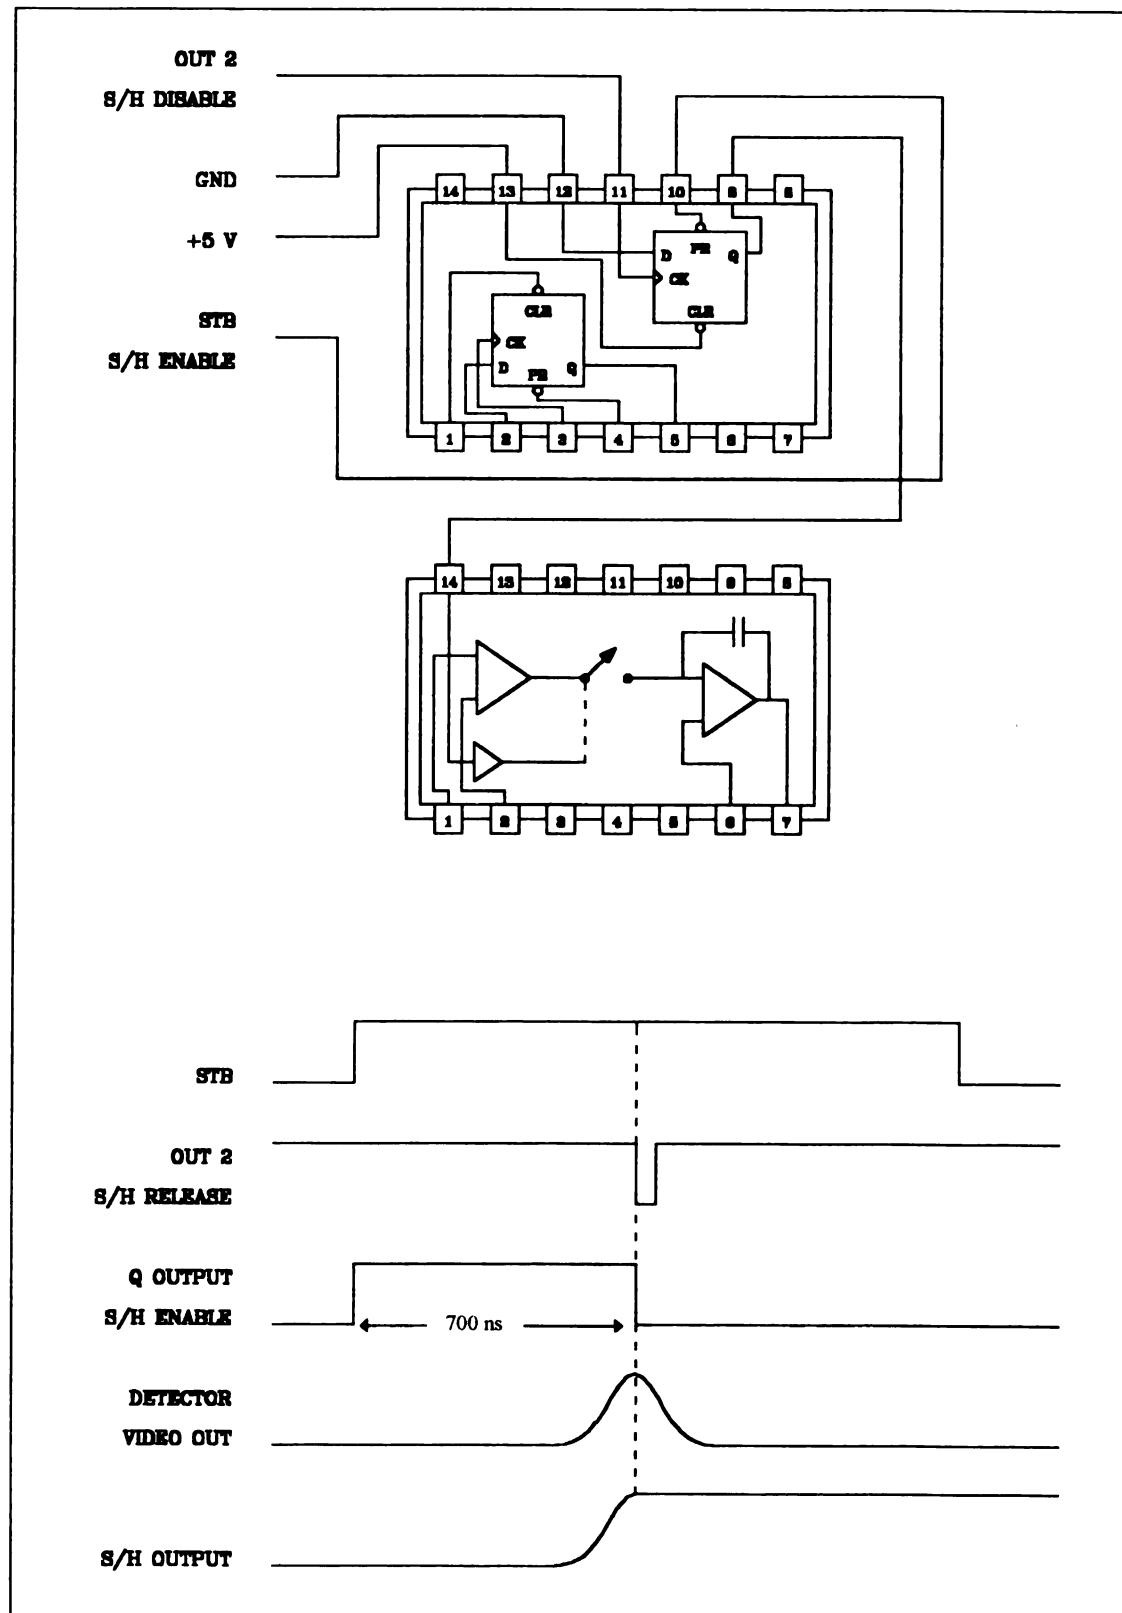 OUT 2
S/H DISABLE
GND
+5 V
STB
S/H ENABLE
14 13 12 11 10 9 8
D PR Q
CK
CLR
CLR
CK
D PR Q
1 2 3 4 5 6 7
14 13 12 11 10 9 8
1 2 3 4 5 6 7
STB
OUT 2
S/H RELEASE
Q OUTPUT
S/H ENABLE
700 ns
DETECTOR
VIDEO OUT
S/H OUTPUT